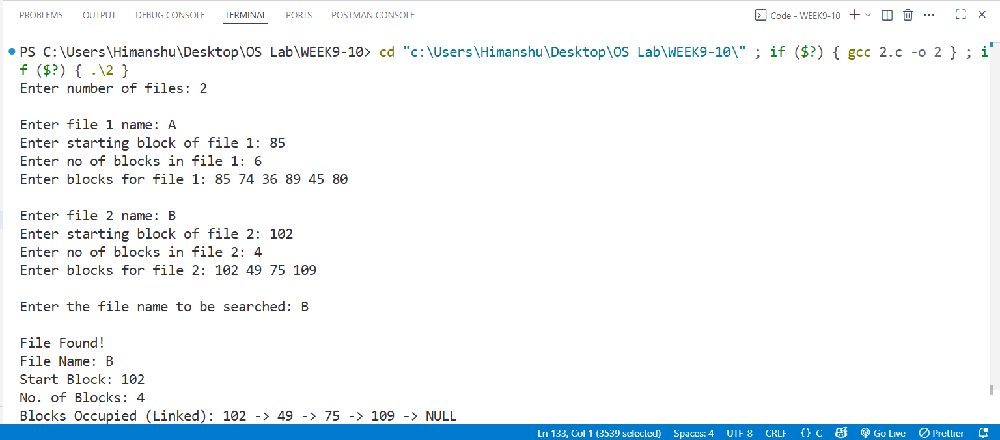 PROBLEMS OUTPUT DEBUG CONSOLE TERMINAL PORTS POSTMAN CONSOLE Code - WEEK9-10
PS C:\Users\Himanshu\Desktop\OS Lab\WEEK9-10> cd "c:\Users\Himanshu\Desktop\OS Lab\WEEK9-10\" ; if ($?) { gcc 2.c -o 2 } ; i
f ($?) { .\2 }
Enter number of files: 2
Enter file 1 name: A
Enter starting block of file 1: 85
Enter no of blocks in file 1: 6
Enter blocks for file 1: 85 74 36 89 45 80
Enter file 2 name: B
Enter starting block of file 2: 102
Enter no of blocks in file 2: 4
Enter blocks for file 2: 102 49 75 109
Enter the file name to be searched: B
File Found!
File Name: B
Start Block: 102
No. of Blocks: 4
Blocks Occupied (Linked): 102 -> 49 -> 75 -> 109 -> NULL
Ln 133, Col 1 (3539 selected) Spaces: 4 UTF-8 CRLF {} C Go Live Prettier